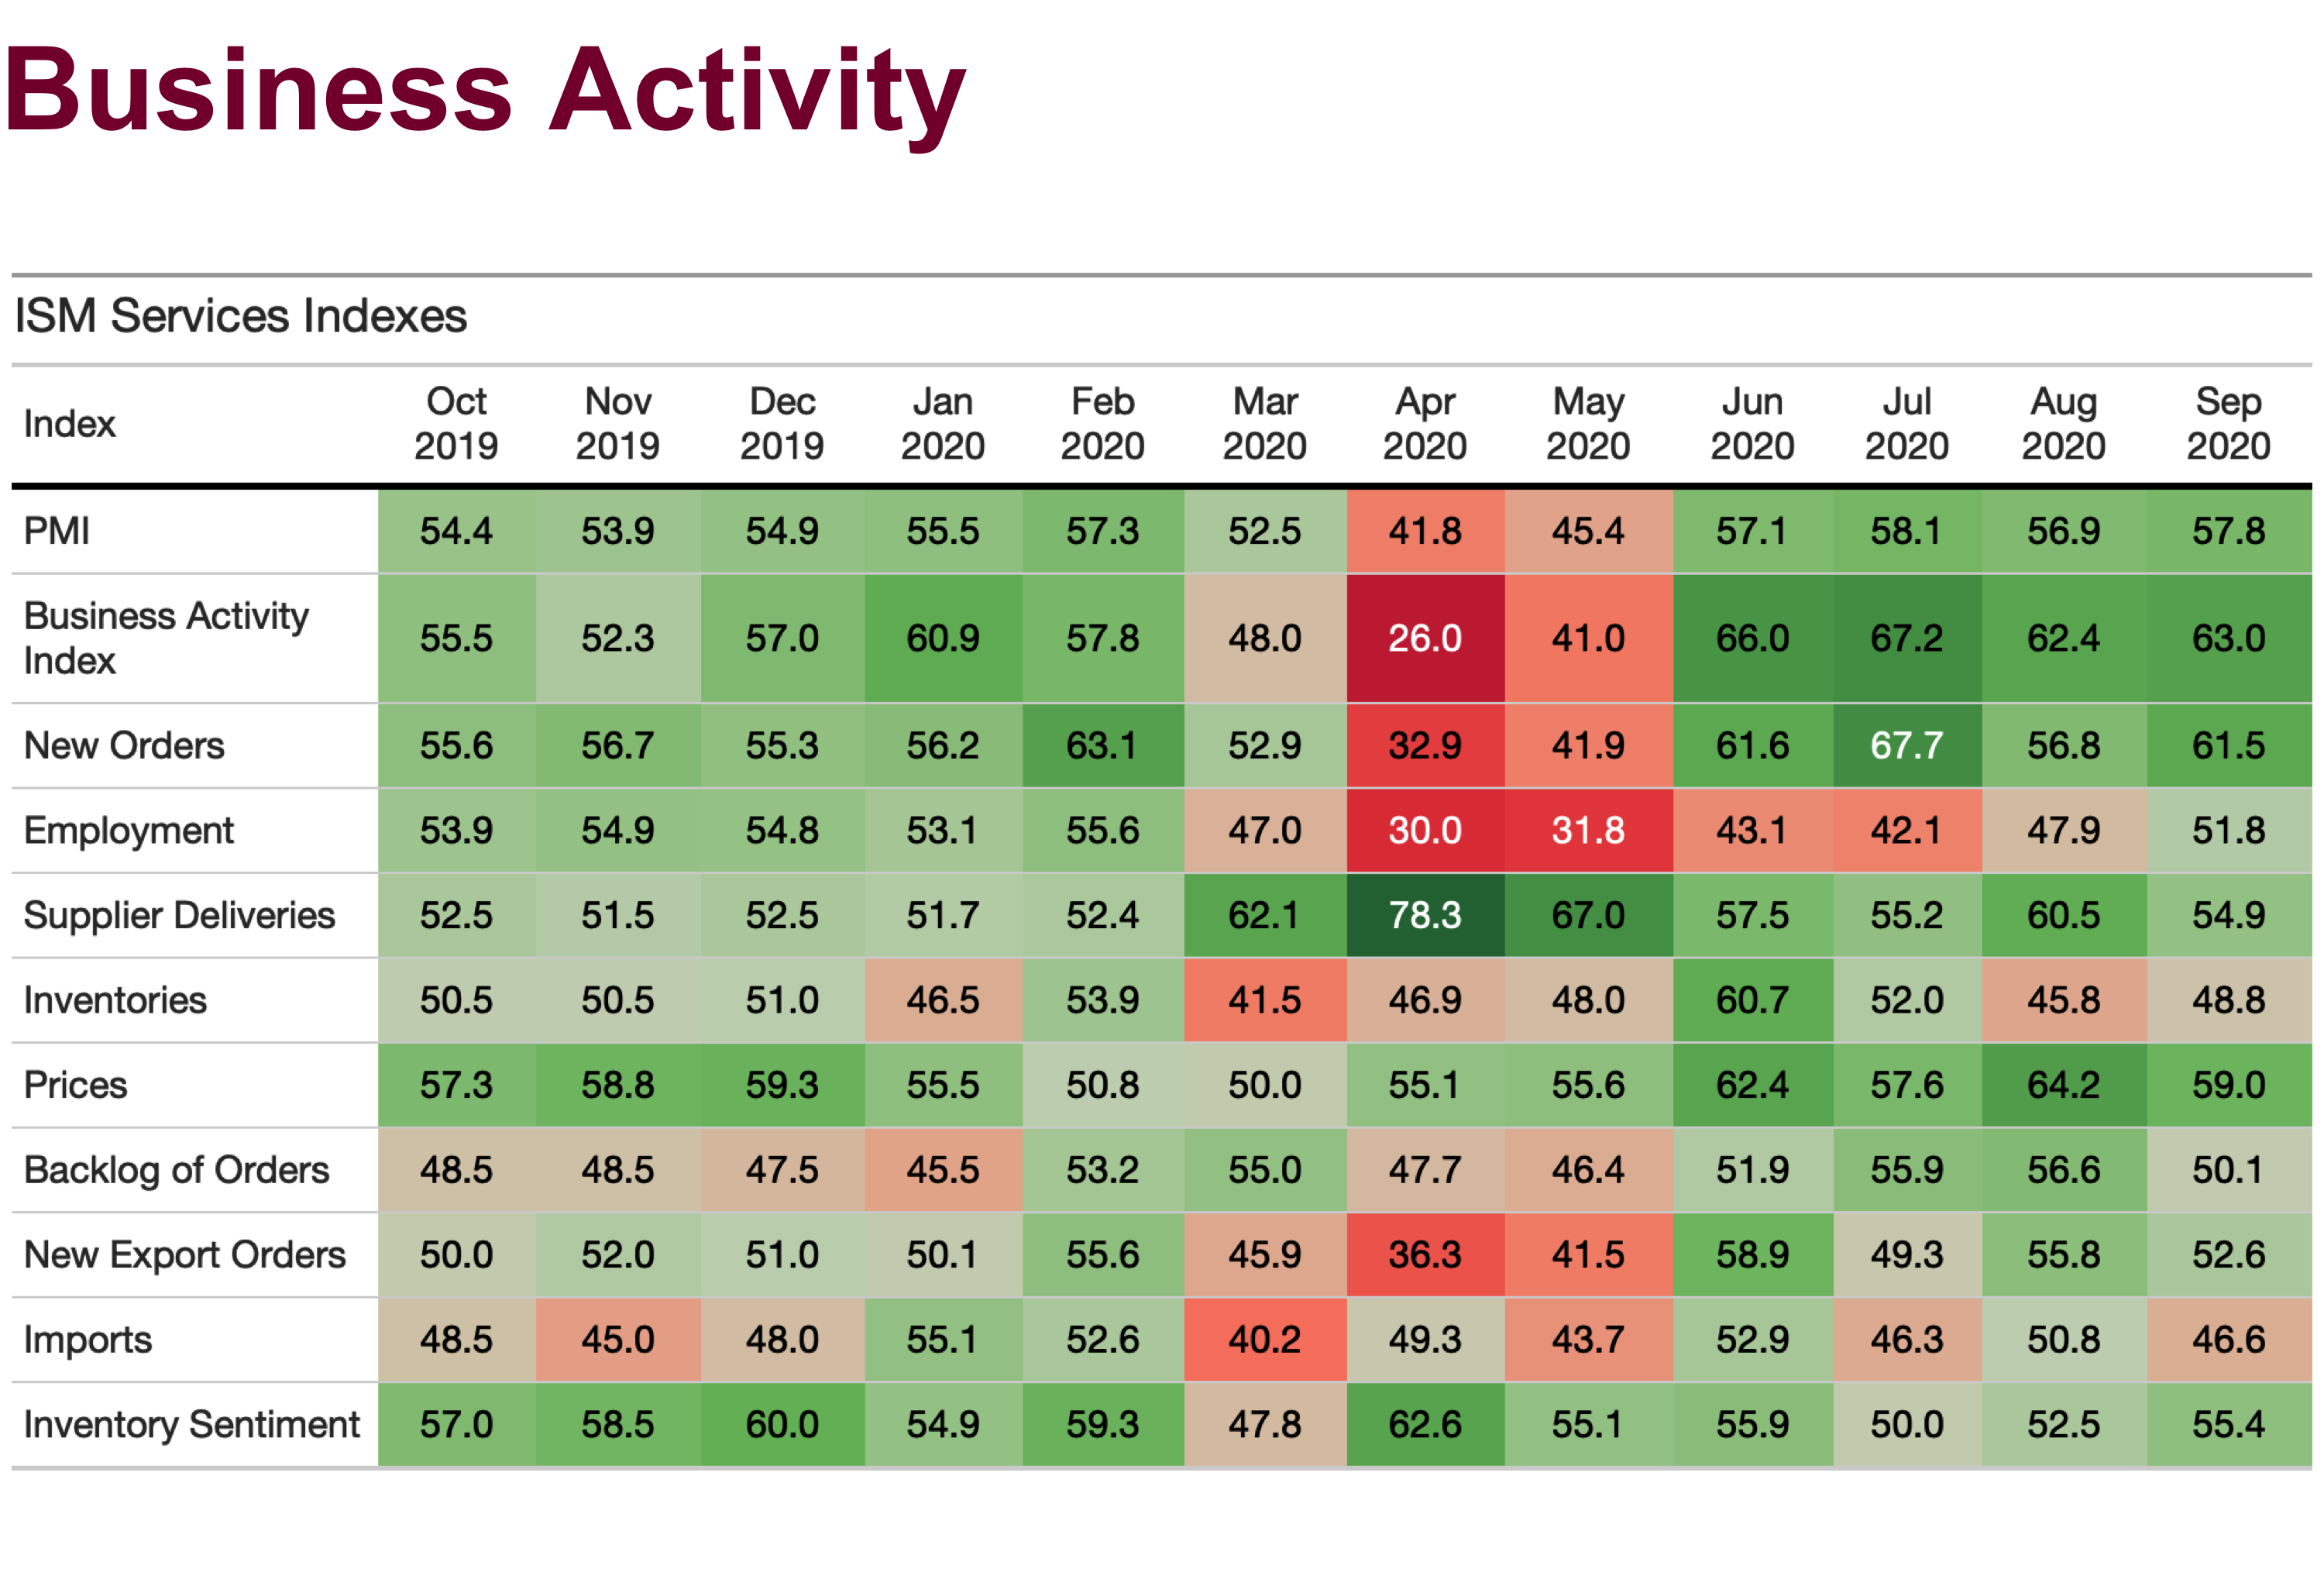 Business Activity
ISM Services Indexes
Index Oct 2019 Nov 2019 Dec 2019 Jan 2020 Feb 2020 Mar 2020 Apr 2020 May 2020 Jun 2020 Jul 2020 Aug 2020 Sep 2020
PMI 54.4 53.9 54.9 55.5 57.3 52.5 41.8 45.4 57.1 58.1 56.9 57.8
Business Activity Index 55.5 52.3 57.0 60.9 57.8 48.0 26.0 41.0 66.0 67.2 62.4 63.0
New Orders 55.6 56.7 55.3 56.2 63.1 52.9 32.9 41.9 61.6 67.7 56.8 61.5
Employment 53.9 54.9 54.8 53.1 55.6 47.0 30.0 31.8 43.1 42.1 47.9 51.8
Supplier Deliveries 52.5 51.5 52.5 51.7 52.4 62.1 78.3 67.0 57.5 55.2 60.5 54.9
Inventories 50.5 50.5 51.0 46.5 53.9 41.5 46.9 48.0 60.7 52.0 45.8 48.8
Prices 57.3 58.8 59.3 55.5 50.8 50.0 55.1 55.6 62.4 57.6 64.2 59.0
Backlog of Orders 48.5 48.5 47.5 45.5 53.2 55.0 47.7 46.4 51.9 55.9 56.6 50.1
New Export Orders 50.0 52.0 51.0 50.1 55.6 45.9 36.3 41.5 58.9 49.3 55.8 52.6
Imports 48.5 45.0 48.0 55.1 52.6 40.2 49.3 43.7 52.9 46.3 50.8 46.6
Inventory Sentiment 57.0 58.5 60.0 54.9 59.3 47.8 62.6 55.1 55.9 50.0 52.5 55.4